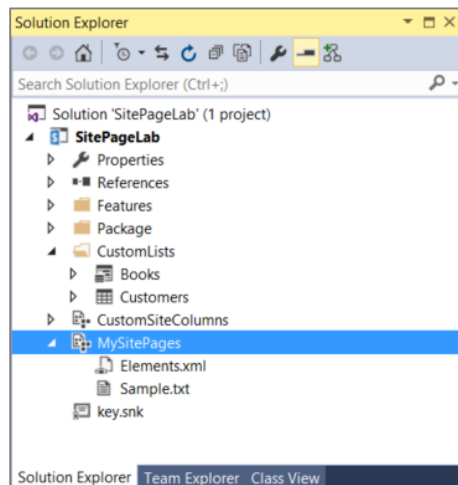 Solution Explorer
Search Solution Explorer (Ctrl+;)
Solution 'SitePageLab' (1 project)
SitePageLab
Properties
References
Features
Package
CustomLists
Books
Customers
CustomSiteColumns
MySitePages
Elements.xml
Sample.txt
key.snk
Solution Explorer Team Explorer Class View